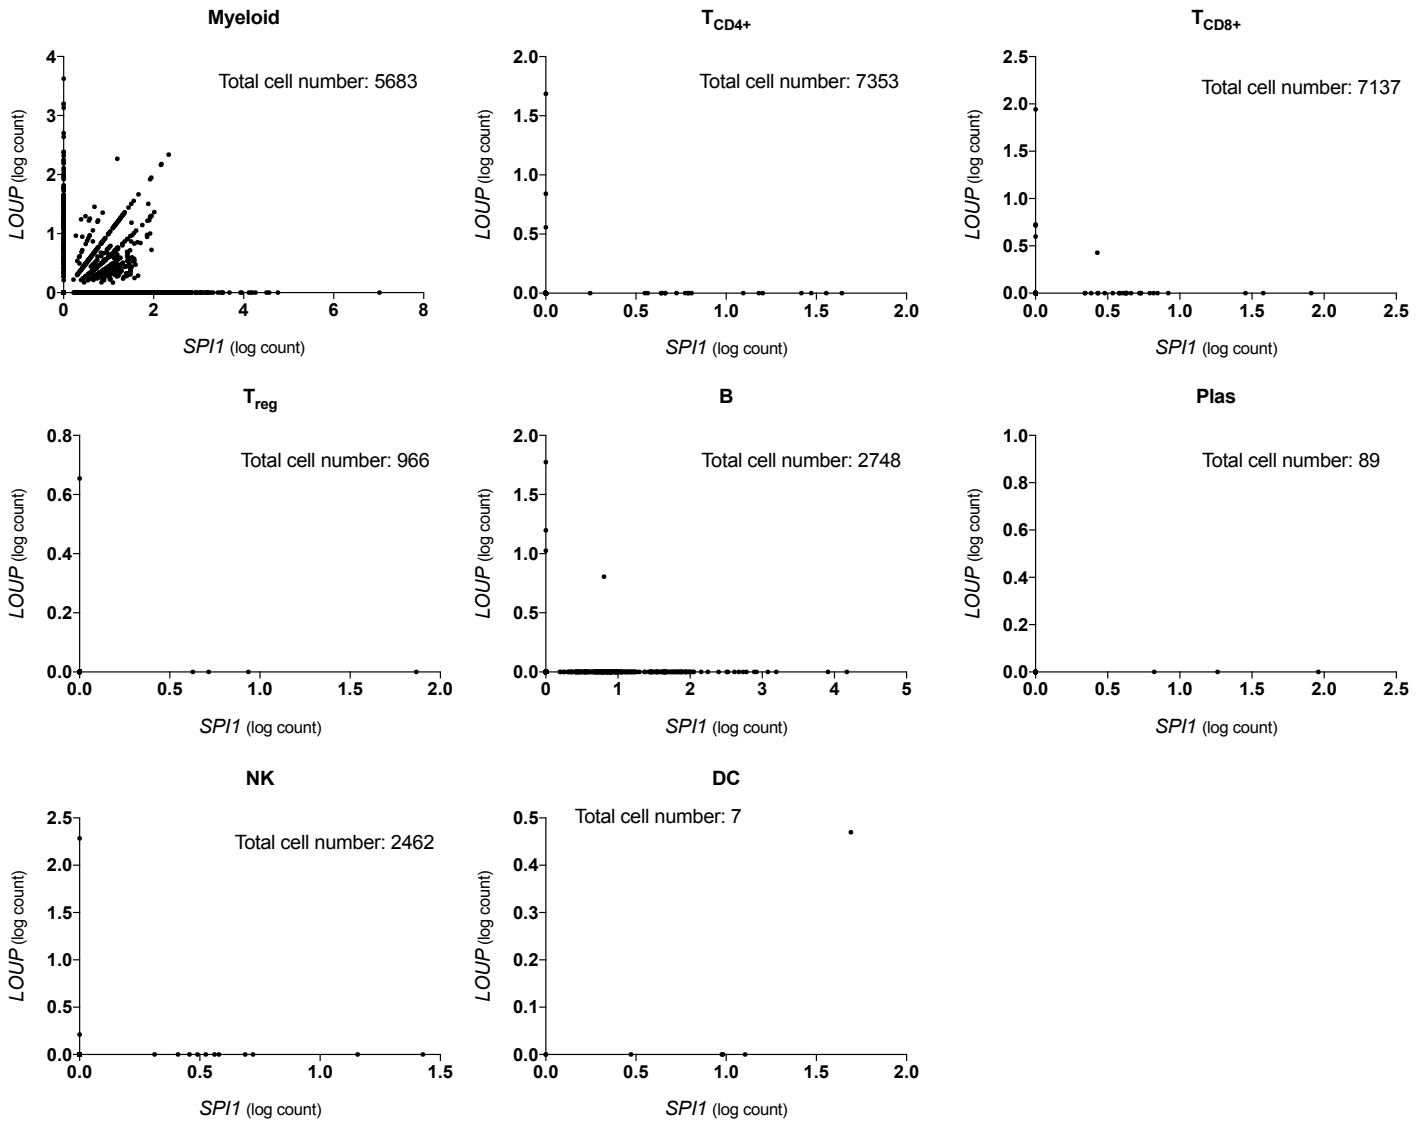 Myeloid
Total cell number: 5683
LOUP (log count)
4
3
2
1
0
0 2 4 6 8
SPI1 (log count)
TCD4+
Total cell number: 7353
LOUP (log count)
2.0
1.5
1.0
0.5
0.0
0.0 0.5 1.0 1.5 2.0
SPI1 (log count)
TCD8+
Total cell number: 7137
LOUP (log count)
2.5
2.0
1.5
1.0
0.5
0.0
0.0 0.5 1.0 1.5 2.0 2.5
SPI1 (log count)
Treg
Total cell number: 966
LOUP (log count)
0.8
0.6
0.4
0.2
0.0
0.0 0.5 1.0 1.5 2.0
SPI1 (log count)
B
Total cell number: 2748
LOUP (log count)
2.0
1.5
1.0
0.5
0.0
0 1 2 3 4 5
SPI1 (log count)
Plas
Total cell number: 89
LOUP (log count)
1.0
0.8
0.6
0.4
0.2
0.0
0.0 0.5 1.0 1.5 2.0 2.5
SPI1 (log count)
NK
Total cell number: 2462
LOUP (log count)
2.5
2.0
1.5
1.0
0.5
0.0
0.0 0.5 1.0 1.5
SPI1 (log count)
DC
Total cell number: 7
LOUP (log count)
0.5
0.4
0.3
0.2
0.1
0.0
0.0 0.5 1.0 1.5 2.0
SPI1 (log count)